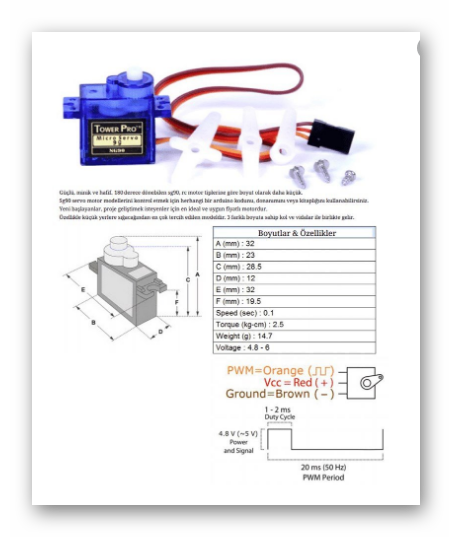 TOWER PRO™
Micro Servo
9g
SG90
Güçlü, minik ve hafif. 180 derece dönebilen sg90, rc motor tiplerine göre boyut olarak daha küçük.
Sg90 servo motor modellerini kontrol etmek için herhangi bir arduino kodunu, donanımını veya kitaplığını kullanabilirsiniz.
Yeni başlayanlar, proje geliştirmek isteyenler için en ideal ve uygun fiyatlı motordur.
Özellikle küçük yerlere sığacağından en çok tercih edilen modeldir. 3 farklı boyuta sahip kol ve vidalar ile birlikte gelir.
Boyutlar & Özellikler
A (mm) : 32
B (mm) : 23
C (mm) : 28.5
D (mm) : 12
E (mm) : 32
F (mm) : 19.5
Speed (sec) : 0.1
Torque (kg-cm) : 2.5
Weight (g) : 14.7
Voltage : 4.8 - 6
A
C
E
F
B
D
PWM=Orange (⎍⎍)
Vcc = Red ( + )
Ground=Brown ( − )
1 - 2 ms
Duty Cycle
4.8 V (~5 V)
Power
and Signal
20 ms (50 Hz)
PWM Period